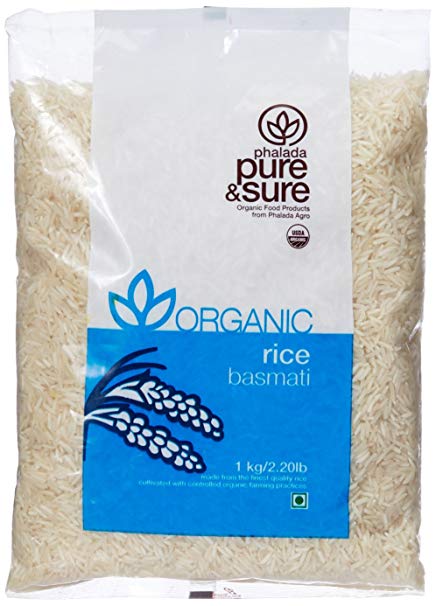 phalada
pure
&sure
Organic Food Products
from Phalada Agro
USDA
ORGANIC
ORGANIC
rice
basmati
1 kg/2.20lb
made from the finest quality rice
cultivated with controlled organic farming practices